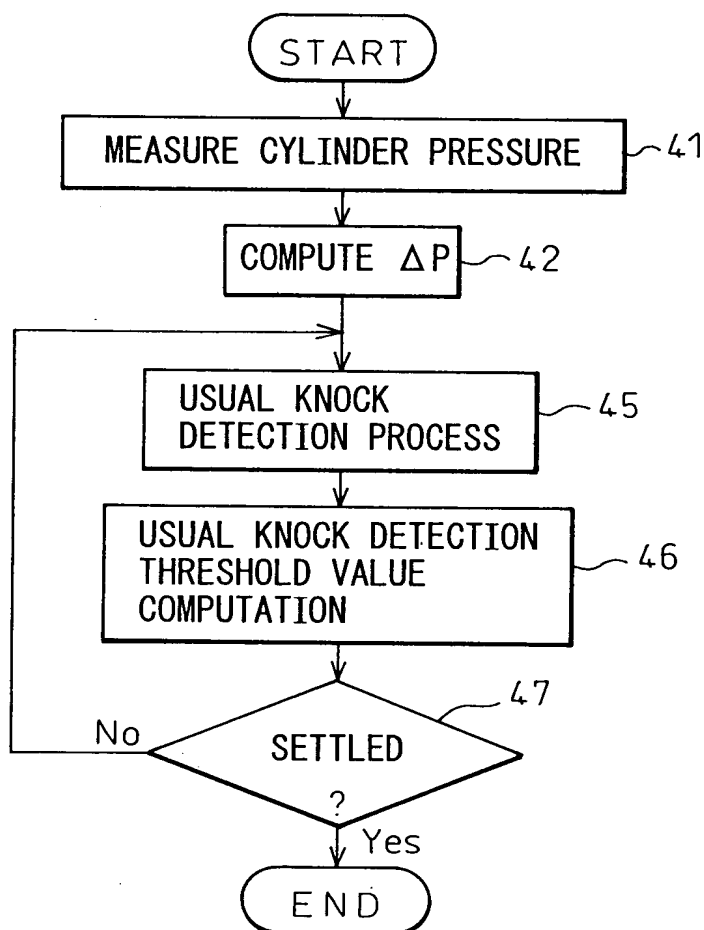 START
MEASURE CYLINDER PRESSURE
41
COMPUTE ΔP
42
USUAL KNOCK
DETECTION PROCESS
45
USUAL KNOCK DETECTION
THRESHOLD VALUE
COMPUTATION
46
47
No
SETTLED
?
Yes
END